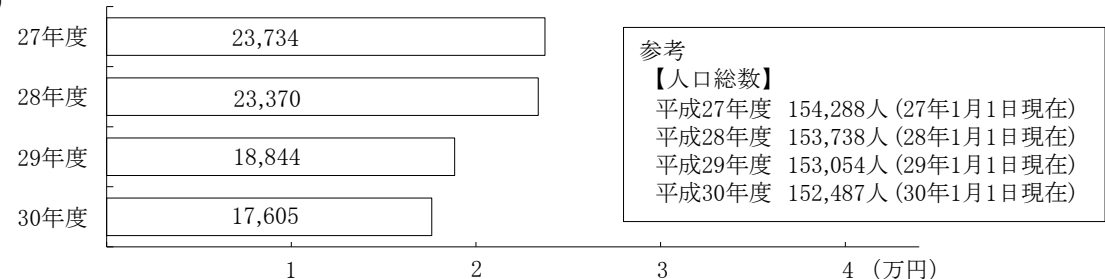 27年度 23,734
28年度 23,370
29年度 18,844
30年度 17,605
1 2 3 4 (万円)
参考
【人口総数】
平成27年度 154,288人 (27年1月1日現在)
平成28年度 153,738人 (28年1月1日現在)
平成29年度 153,054人 (29年1月1日現在)
平成30年度 152,487人 (30年1月1日現在)